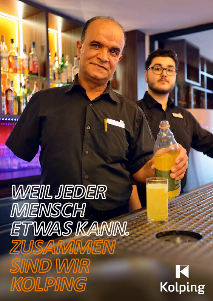 WEIL JEDER
MENSCH
ETWAS KANN.
ZUSAMMEN
SIND WIR
KOLPING
Kolping